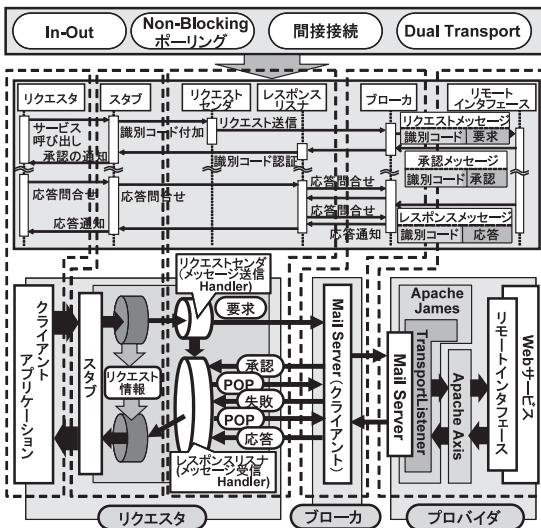 In-Out
Non-Blocking
ポーリング
間接接続
Dual Transport
リクエスタ
スタブ
リクエスト
センダ
レスポンス
リスナ
ブローカ
リモート
インタフェース
サービス
呼び出し
識別コード付加
リクエスト送信
リクエストメッセージ
識別コード
要求
承認の通知
識別コード認証
承認メッセージ
識別コード
承認
応答問合せ
応答問合せ
応答問合せ
応答問合せ
レスポンスメッセージ
識別コード
応答
応答通知
応答通知
リクエストセンダ
(メッセージ送信
Handler)
要求
クライアント
アプリケーション
スタブ
リクエスト
情報
承認
POP
失敗
POP
応答
レスポンスリスナ
(メッセージ受信
Handler)
Mail Server(クライアント)
Mail Server
Apache
James
TransportListener
Apache Axis
リモートインタフェース
Webサービス
リクエスタ
ブローカ
プロバイダ